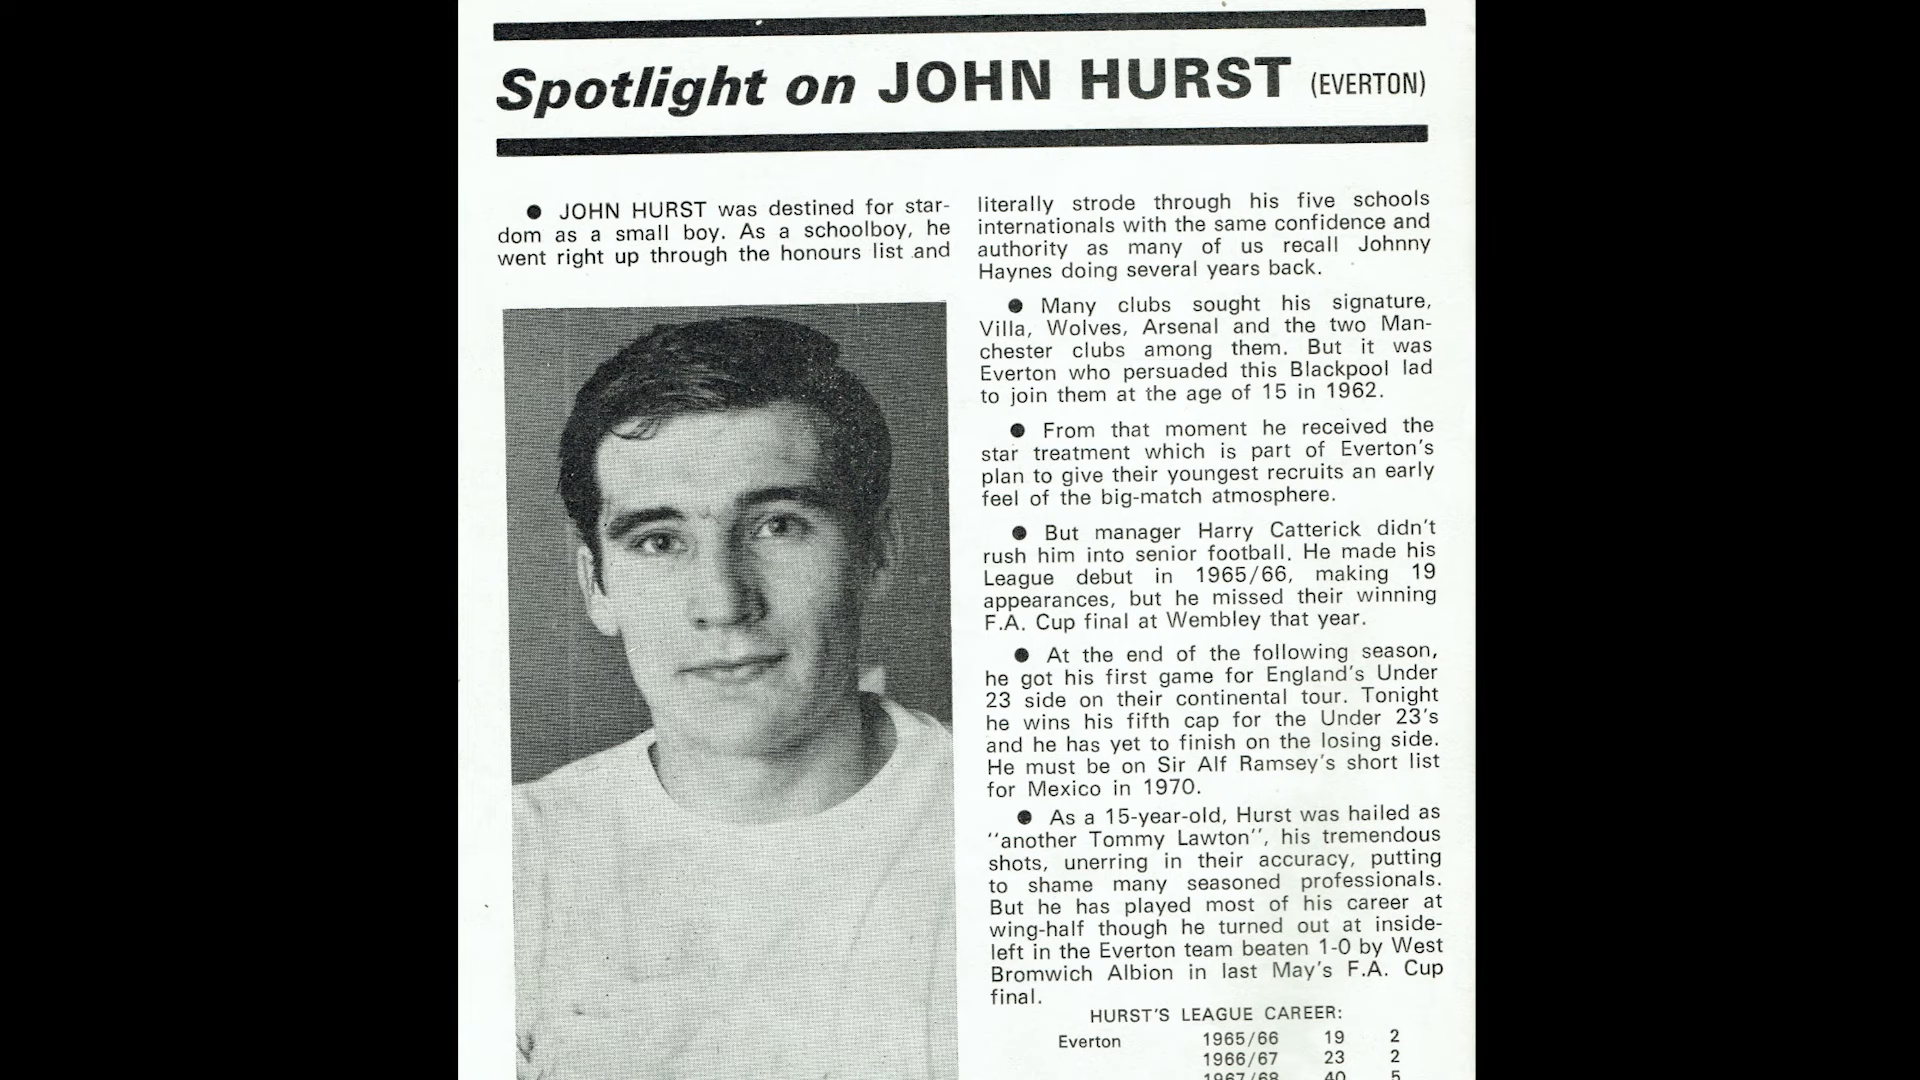 Spotlight on JOHN HURST (EVERTON)
● JOHN HURST was destined for star-
dom as a small boy. As a schoolboy, he
went right up through the honours list and
literally strode through his five schools
internationals with the same confidence and
authority as many of us recall Johnny
Haynes doing several years back.
● Many clubs sought his signature,
Villa, Wolves, Arsenal and the two Man-
chester clubs among them. But it was
Everton who persuaded this Blackpool lad
to join them at the age of 15 in 1962.
● From that moment he received the
star treatment which is part of Everton's
plan to give their youngest recruits an early
feel of the big-match atmosphere.
● But manager Harry Catterick didn't
rush him into senior football. He made his
League debut in 1965/66, making 19
appearances, but he missed their winning
F.A. Cup final at Wembley that year.
● At the end of the following season,
he got his first game for England's Under
23 side on their continental tour. Tonight
he wins his fifth cap for the Under 23's
and he has yet to finish on the losing side.
He must be on Sir Alf Ramsey's short list
for Mexico in 1970.
● As a 15-year-old, Hurst was hailed as
"another Tommy Lawton", his tremendous
shots, unerring in their accuracy, putting
to shame many seasoned professionals.
But he has played most of his career at
wing-half though he turned out at inside-
left in the Everton team beaten 1-0 by West
Bromwich Albion in last May's F.A. Cup
final.
HURST'S LEAGUE CAREER:
Everton 1965/66 19 2
1966/67 23 2
1967/68 40 5